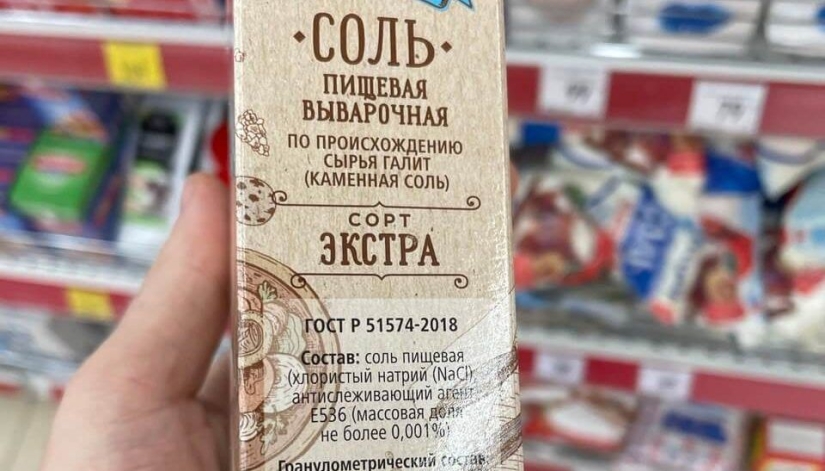 СОЛЬ
ПИЩЕВАЯ
ВЫВАРОЧНАЯ
ПО ПРОИСХОЖДЕНИЮ
СЫРЬЯ ГАЛИТ
(КАМЕННАЯ СОЛЬ)
СОРТ
ЭКСТРА
ГОСТ Р 51574-2018
Состав: соль пищевая
(хлористый натрий (NaCl),
антислеживающий агент
Е536 (массовая доля
не более 0,001%)
Гранулометрический состав: